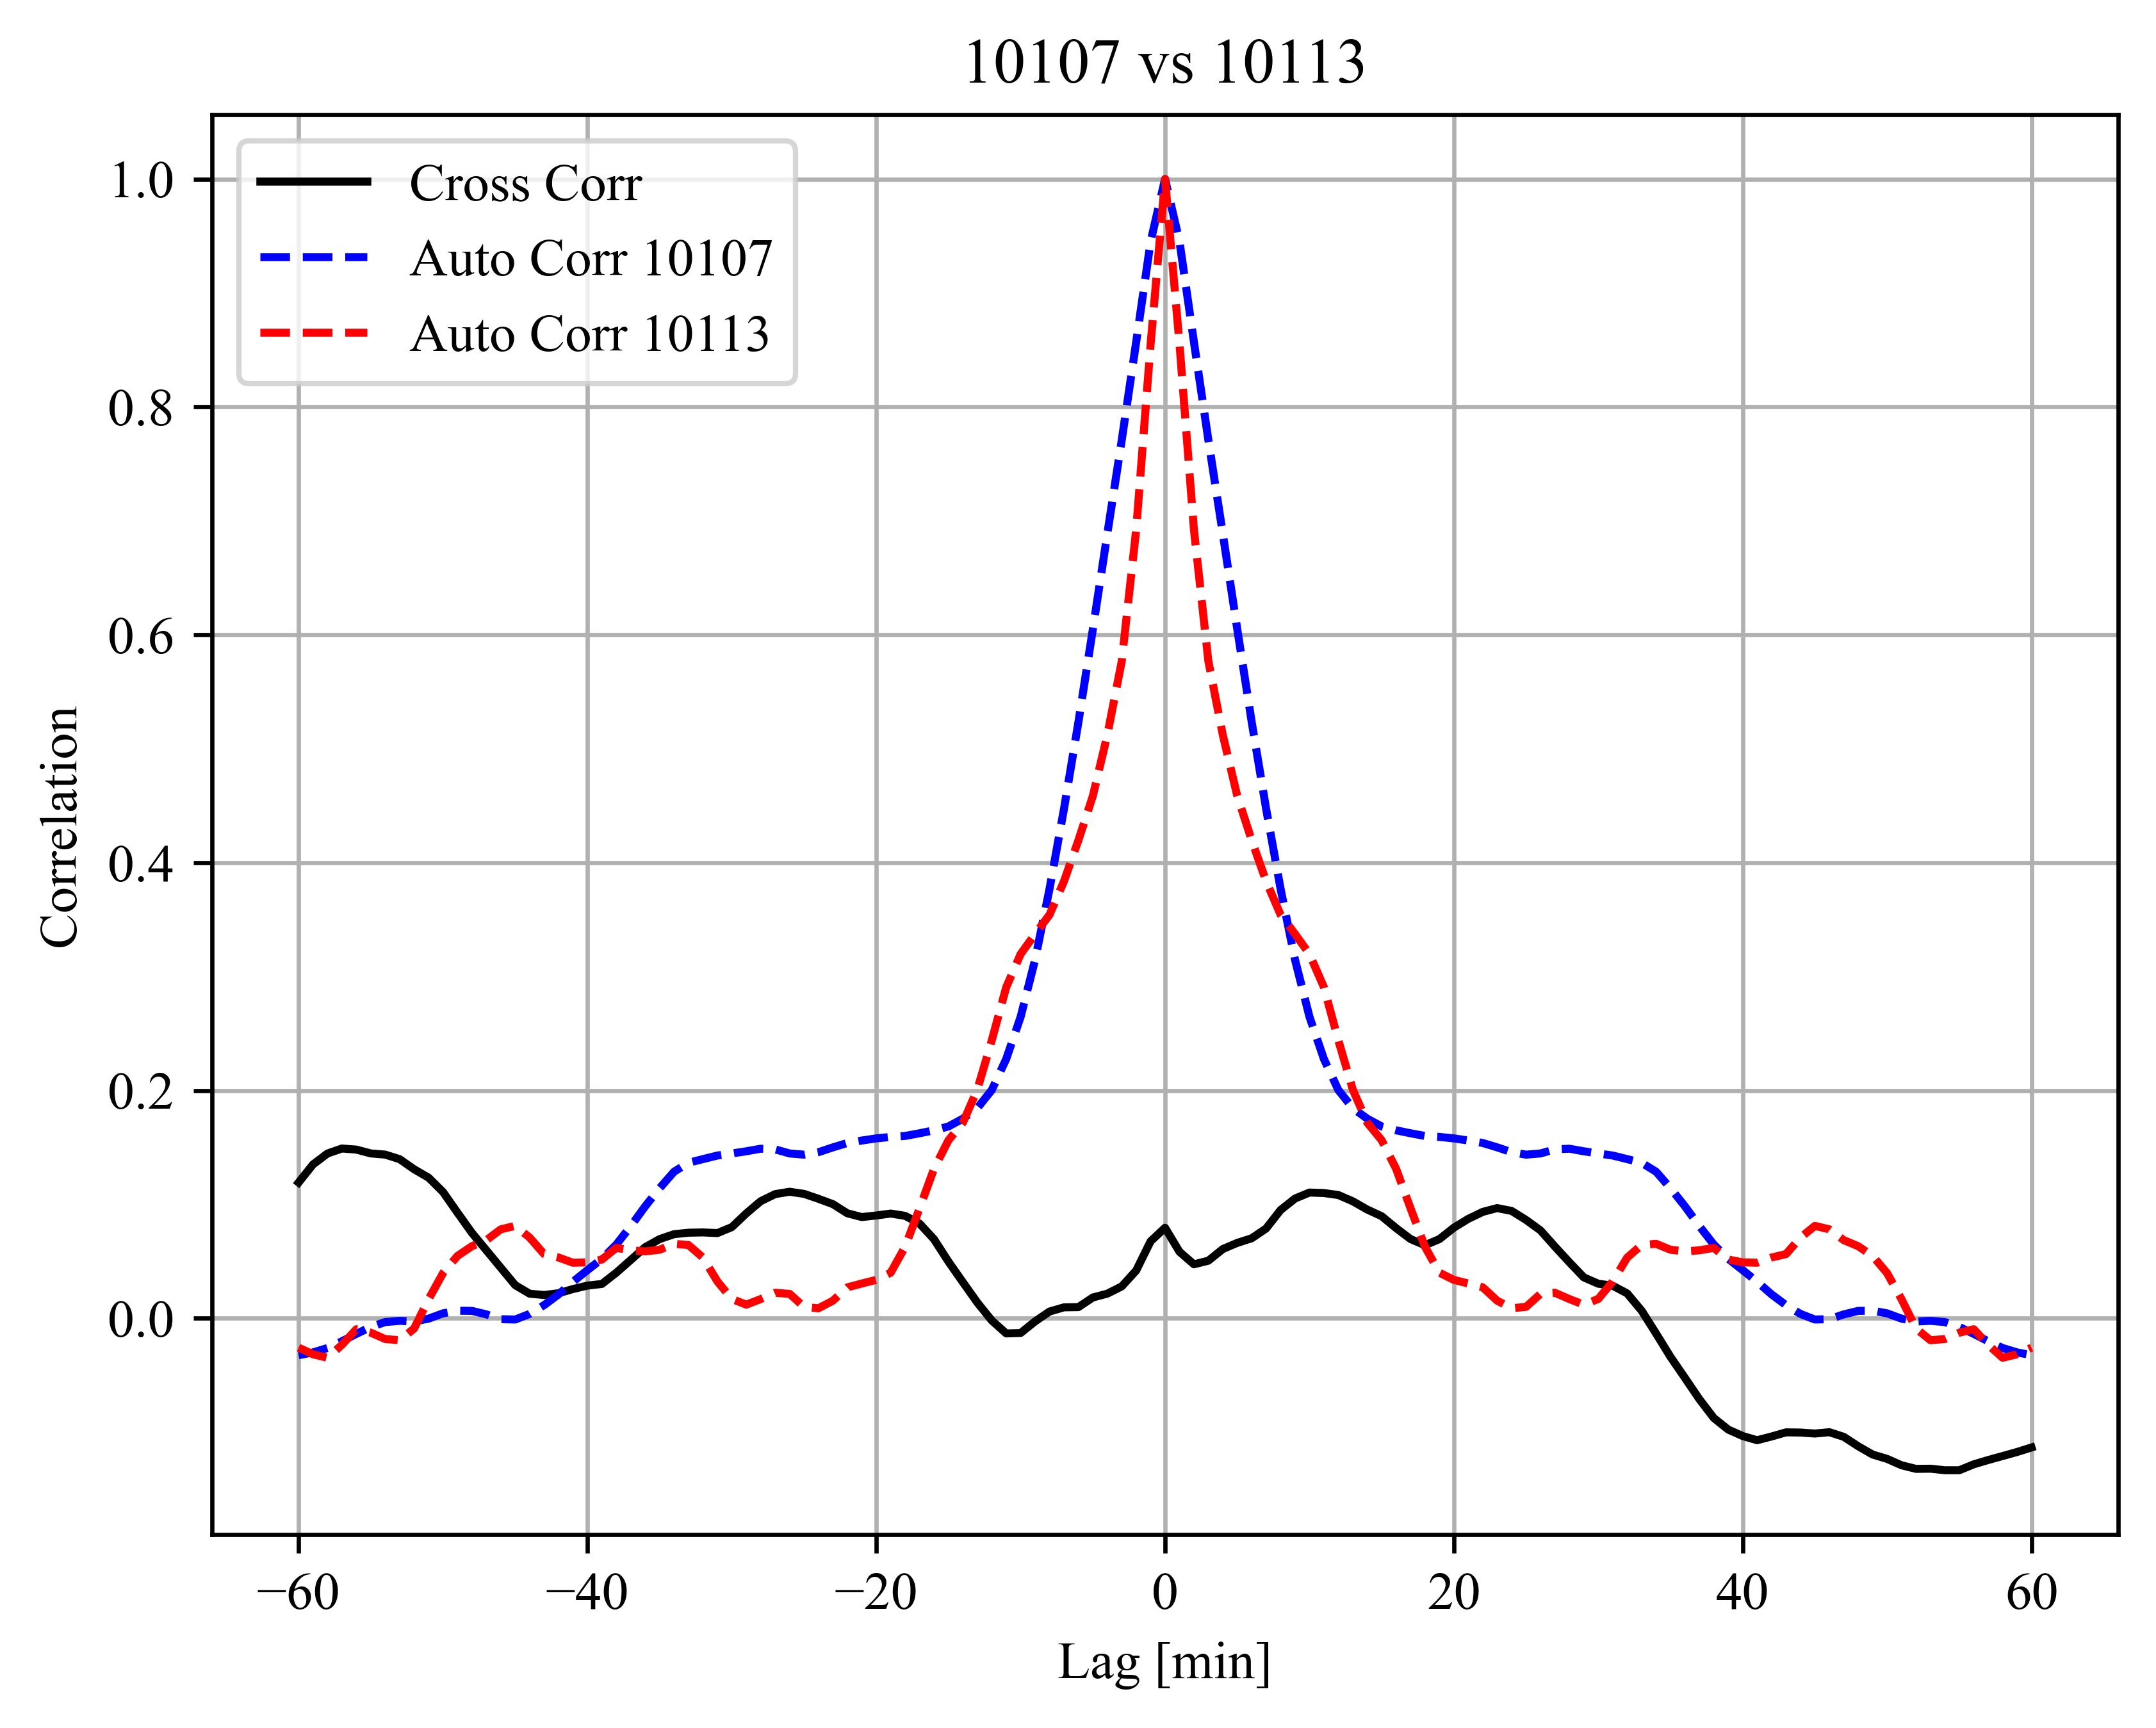 10107 vs 10113
Cross Corr
Auto Corr 10107
Auto Corr 10113
1.0
0.8
0.6
0.4
0.2
0.0
Correlation
−60 −40 −20 0 20 40 60
Lag [min]